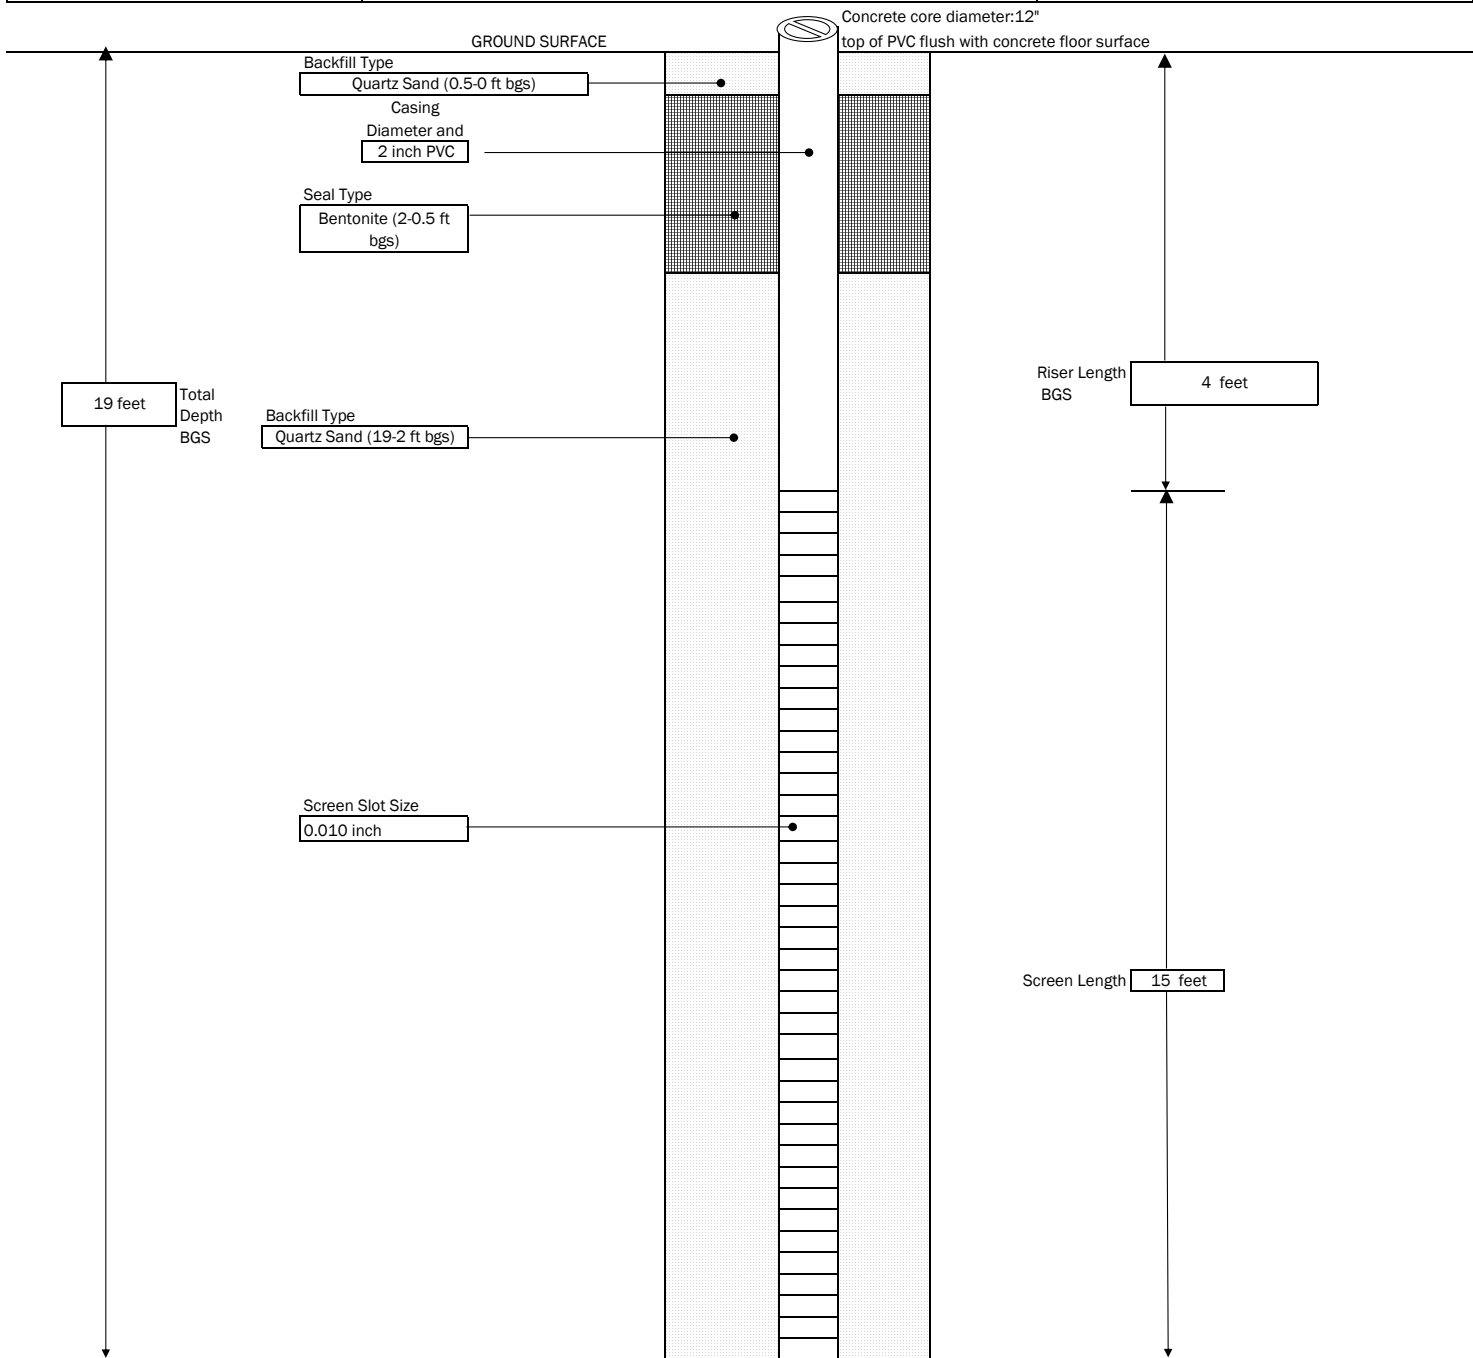 Concrete core diameter:12"
GROUND SURFACE
top of PVC flush with concrete floor surface
Backfill Type
Quartz Sand (0.5-0 ft bgs)
Casing
Diameter and
2 inch PVC
Seal Type
Bentonite (2-0.5 ft
bgs)
Riser Length
BGS
4 feet
19 feet
Total
Depth
BGS
Backfill Type
Quartz Sand (19-2 ft bgs)
Screen Slot Size
0.010 inch
Screen Length
15 feet